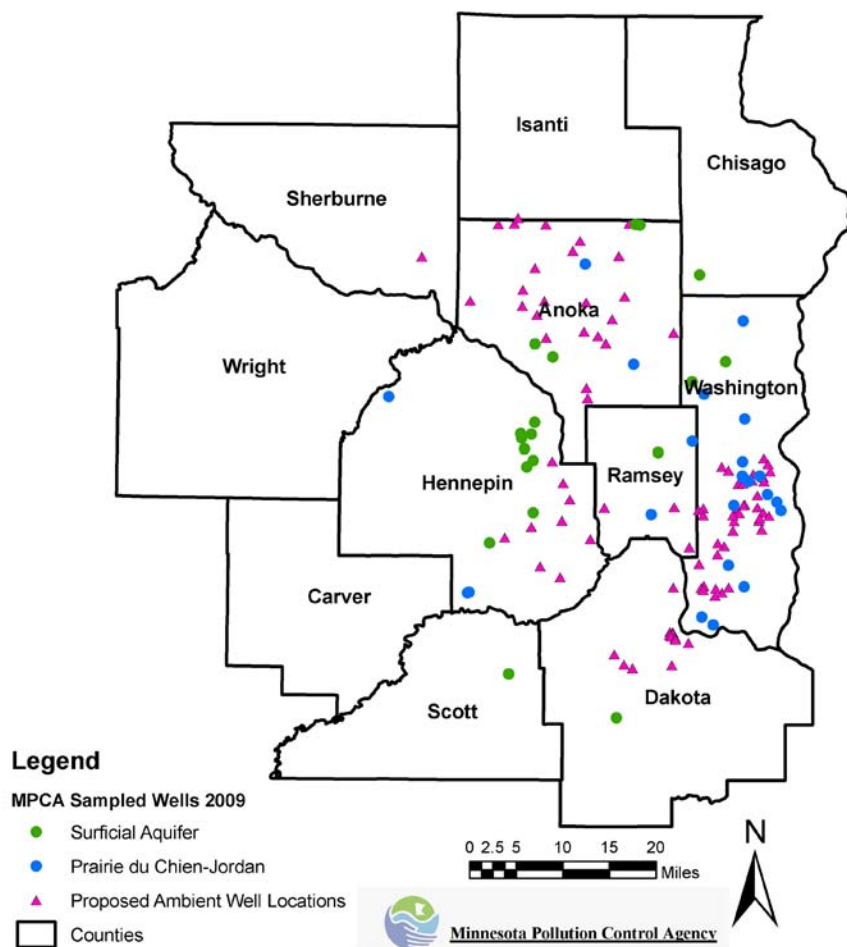 Isanti
Chisago
Sherburne
Anoka
Wright
Washington
Hennepin
Ramsey
Carver
Dakota
Scott
Legend
MPCA Sampled Wells 2009
Surficial Aquifer
Prairie du Chien-Jordan
Proposed Ambient Well Locations
Counties
0 2.5 5 10 15 20
Miles
N
Minnesota Pollution Control Agency